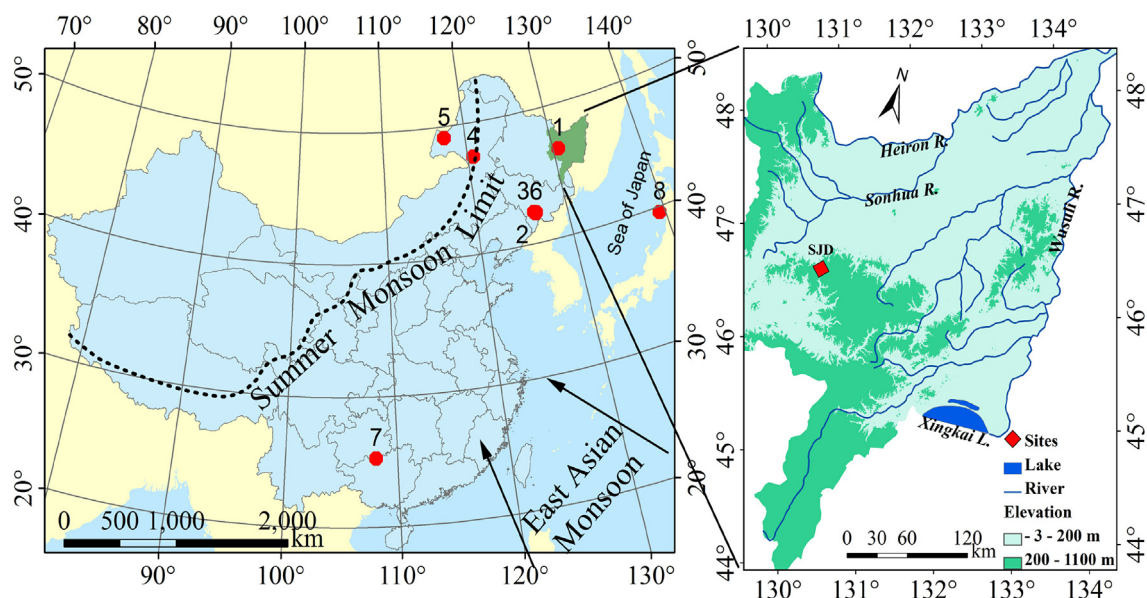 70° 80° 90° 100° 110° 120° 130° 140°
50°
40°
30°
20°
50°
40°
30°
20°
5
4
1
36
2
8
7
Sea of Japan
Summer Monsoon Limit
East Asian
Monsoon
0 500 1,000 2,000
km
90° 100° 110° 120° 130°
130° 131° 132° 133° 134°
48°
47°
46°
45°
44°
48°
47°
46°
45°
44°
N
Heiron R.
Sonhua R.
Wusuli R.
SJD
Xingkai L.
Sites
Lake
River
Elevation
- 3 - 200 m
200 - 1100 m
0 30 60 120
km
130° 131° 132° 133° 134°